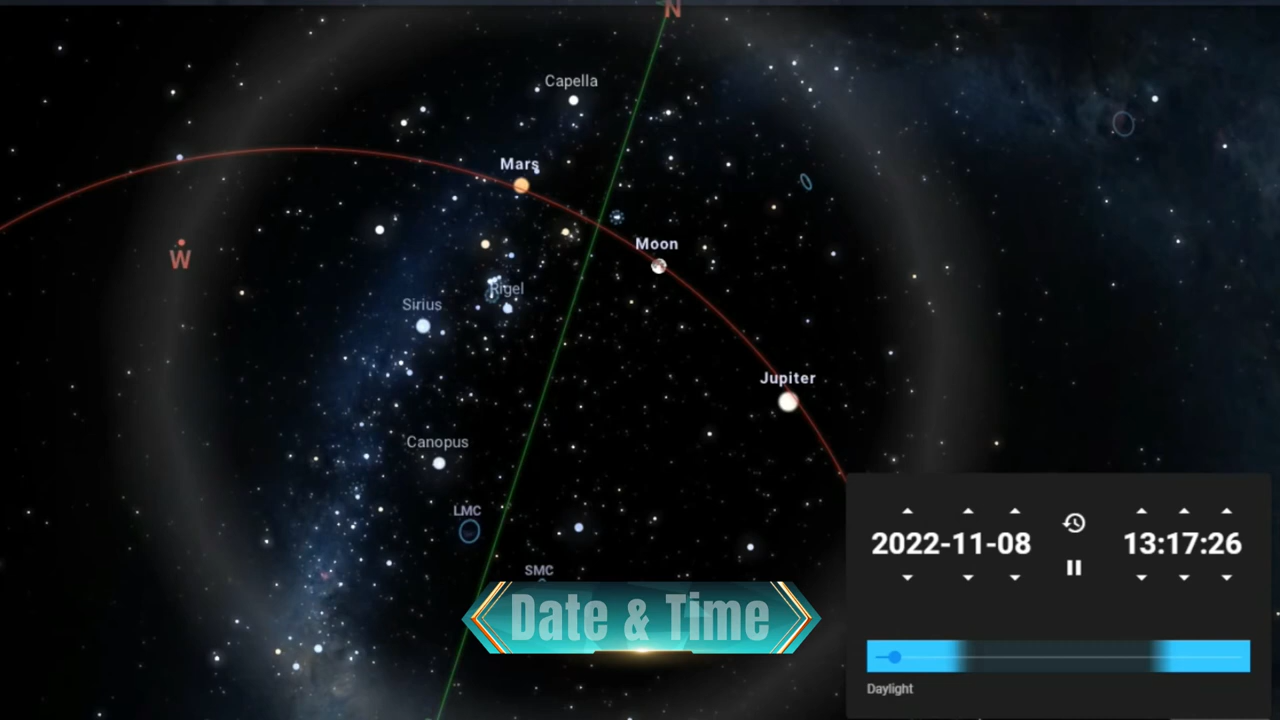 N
Capella
Mars
Moon
W
Rigel
Sirius
Jupiter
Canopus
LMC
SMC
2022-11-08
13:17:26
Date & Time
Daylight